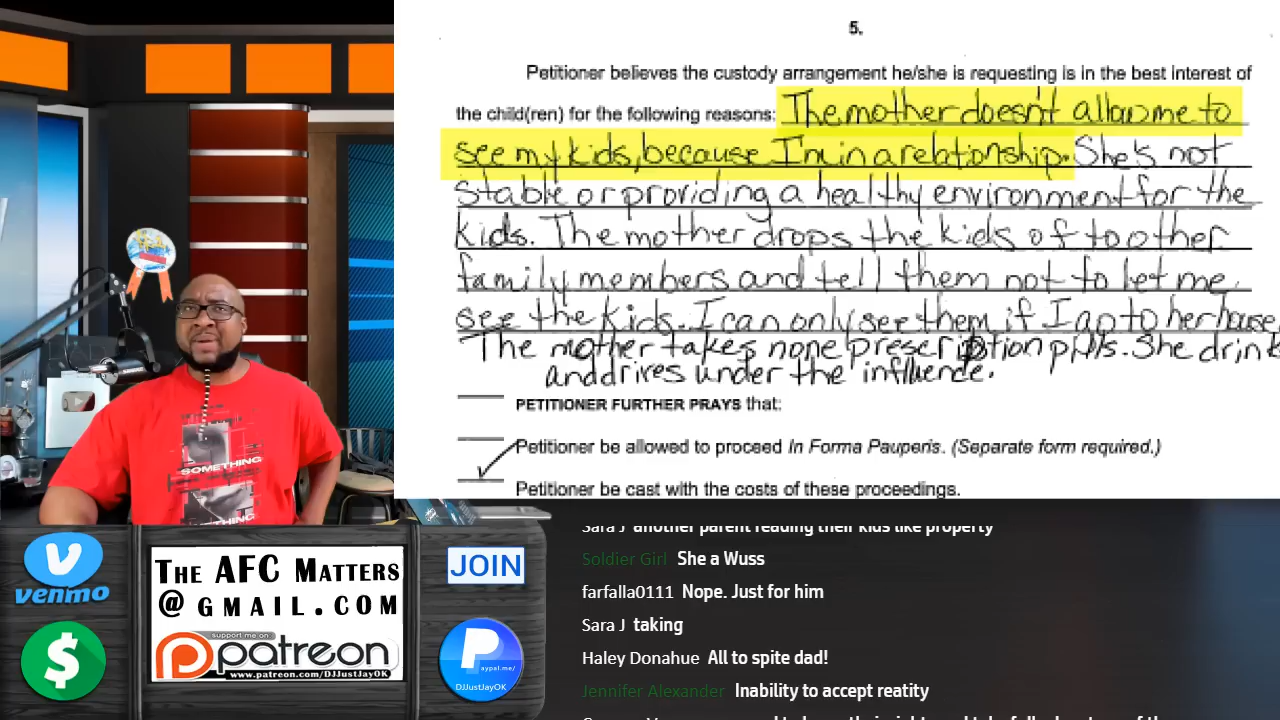 5.
Petitioner believes the custody arrangement he/she is requesting is in the best interest of
the child(ren) for the following reasons: The mother doesn't allow me to
see my kids, because I'm in a relationship. She's not
stable or providing a healthy environment for the
kids. The mother drops the kids of to other
family members and tell them not to let me
see the kids. I can only see them if I go to her house
The mother takes none prescription pills. She drink
and drives under the influence.
PETITIONER FURTHER PRAYS that:
Petitioner be allowed to proceed In Forma Pauperis. (Separate form required.)
Petitioner be cast with the costs of these proceedings.
SOMETHING
venmo
$
THE AFC MATTERS
@GMAIL.COM
support me on
patreon
www.patreon.com/DJJustJayOK
JOIN
Paypal.me/
DJJustJayOK
Sara J another parent reading their kids like property
Soldier Girl She a Wuss
farfalla0111 Nope. Just for him
Sara J taking
Haley Donahue All to spite dad!
Jennifer Alexander Inability to accept reatity